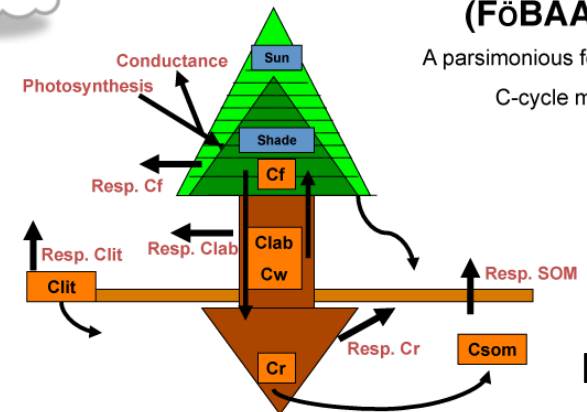 (FöBAA
A parsimonious f
C-cycle m
Sun
Conductance
Photosynthesis
Shade
Cf
Resp. Cf
Clab
Cw
Resp. Clab
Resp. Clit
Clit
Resp. SOM
Csom
Resp. Cr
Cr